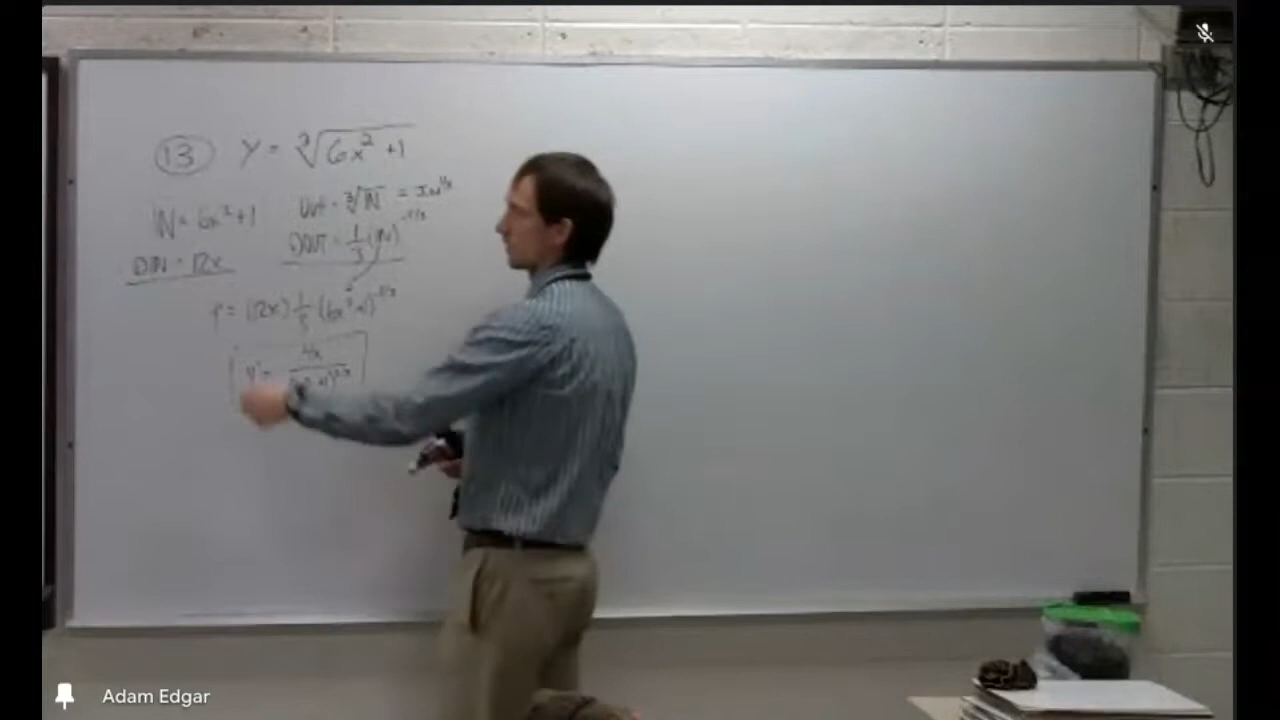 13 y = ∛(6x² + 1)
IN = 6x² + 1 OUT = ∛IN = IN^(1/3)
DIN = 12x DOUT = 1/3 (IN)^(-2/3)
(12x) 1/3 (6x² + 1)^(-2/3)
y' = 4x
Adam Edgar